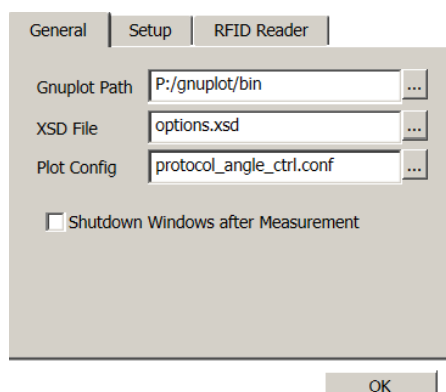 General Setup RFID Reader
Gnuplot Path P:/gnuplot/bin ...
XSD File options.xsd ...
Plot Config protocol_angle_ctrl.conf ...
Shutdown Windows after Measurement
OK